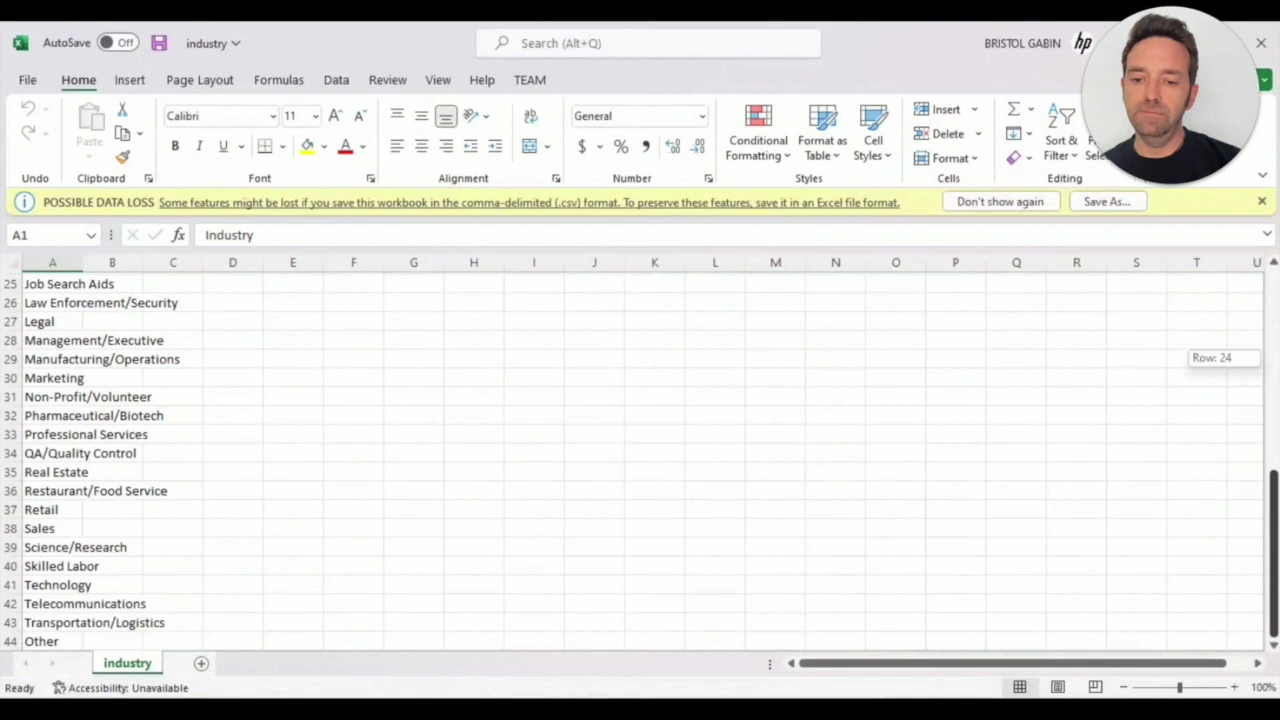 AutoSave Off industry Search (Alt+Q) BRISTOL GABIN hp
File Home Insert Page Layout Formulas Data Review View Help TEAM
Paste Calibri 11 General $ % Conditional Formatting Format as Table Cell Styles Insert Delete Format Sort & Filter
Undo Clipboard Font Alignment Number Styles Cells Editing
POSSIBLE DATA LOSS Some features might be lost if you save this workbook in the comma-delimited (.csv) format. To preserve these features, save it in an Excel file format. Don't show again Save As...
A1 fx Industry
A B C D E F G H I J K L M N O P Q R S T U
25 Job Search Aids
26 Law Enforcement/Security
27 Legal
28 Management/Executive
29 Manufacturing/Operations
Row: 24
30 Marketing
31 Non-Profit/Volunteer
32 Pharmaceutical/Biotech
33 Professional Services
34 QA/Quality Control
35 Real Estate
36 Restaurant/Food Service
37 Retail
38 Sales
39 Science/Research
40 Skilled Labor
41 Technology
42 Telecommunications
43 Transportation/Logistics
44 Other
industry
Ready Accessibility: Unavailable 100%